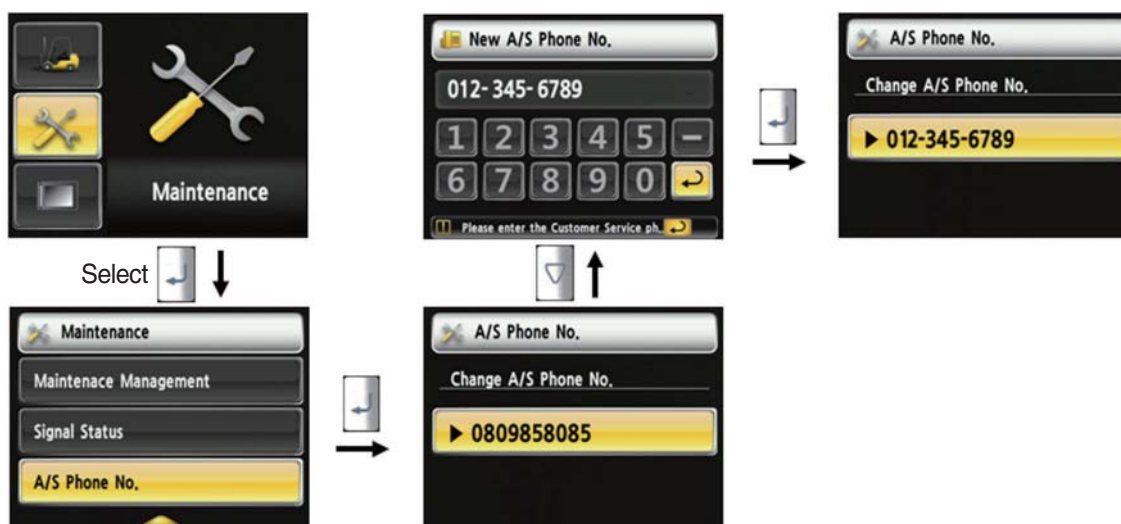 Maintenance
Select
Maintenance
Maintenace Management
Signal Status
A/S Phone No.
A/S Phone No.
Change A/S Phone No.
▶ 0809858085
New A/S Phone No.
012-345-6789
1 2 3 4 5 -
6 7 8 9 0
Please enter the Customer Service ph.
A/S Phone No.
Change A/S Phone No.
▶ 012-345-6789